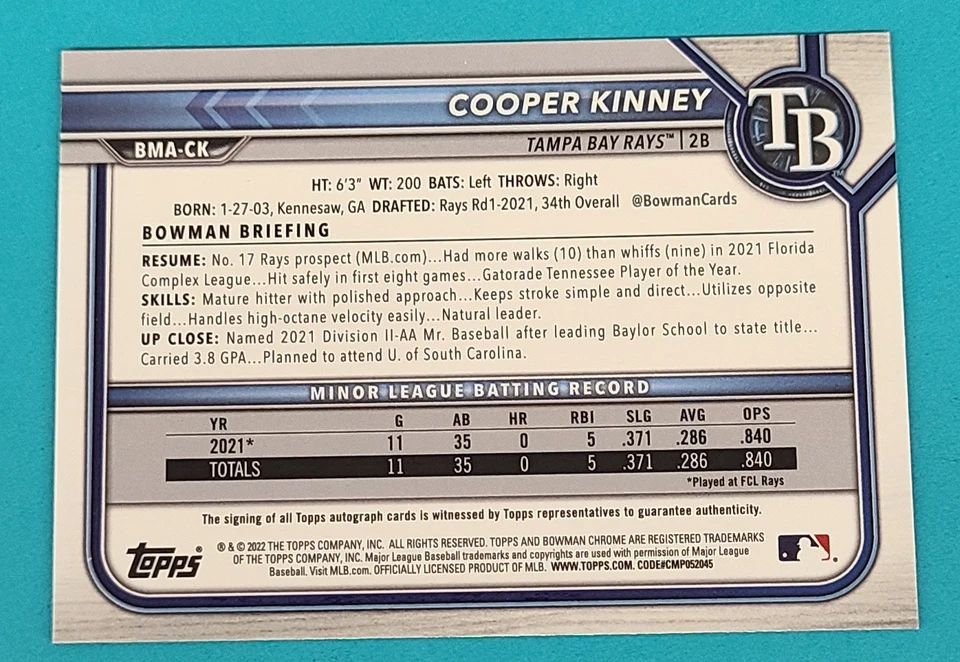 COOPER KINNEY
TB
TM
BMA-CK
TAMPA BAY RAYS™ | 2B
HT: 6'3" WT: 200 BATS: Left THROWS: Right
BORN: 1-27-03, Kennesaw, GA DRAFTED: Rays Rd1-2021, 34th Overall @BowmanCards
BOWMAN BRIEFING
RESUME: No. 17 Rays prospect (MLB.com)...Had more walks (10) than whiffs (nine) in 2021 Florida
Complex League...Hit safely in first eight games...Gatorade Tennessee Player of the Year.
SKILLS: Mature hitter with polished approach...Keeps stroke simple and direct...Utilizes opposite
field...Handles high-octane velocity easily...Natural leader.
UP CLOSE: Named 2021 Division II-AA Mr. Baseball after leading Baylor School to state title...
Carried 3.8 GPA...Planned to attend U. of South Carolina.
MINOR LEAGUE BATTING RECORD
YR G AB HR RBI SLG AVG OPS
2021* 11 35 0 5 .371 .286 .840
TOTALS 11 35 0 5 .371 .286 .840
*Played at FCL Rays
The signing of all Topps autograph cards is witnessed by Topps representatives to guarantee authenticity.
topps®
® & © 2022 THE TOPPS COMPANY, INC. ALL RIGHTS RESERVED. TOPPS AND BOWMAN CHROME ARE REGISTERED TRADEMARKS
OF THE TOPPS COMPANY, INC. Major League Baseball trademarks and copyrights are used with permission of Major League
Baseball. Visit MLB.com. OFFICIALLY LICENSED PRODUCT OF MLB. WWW.TOPPS.COM. CODE#CMP052045
®